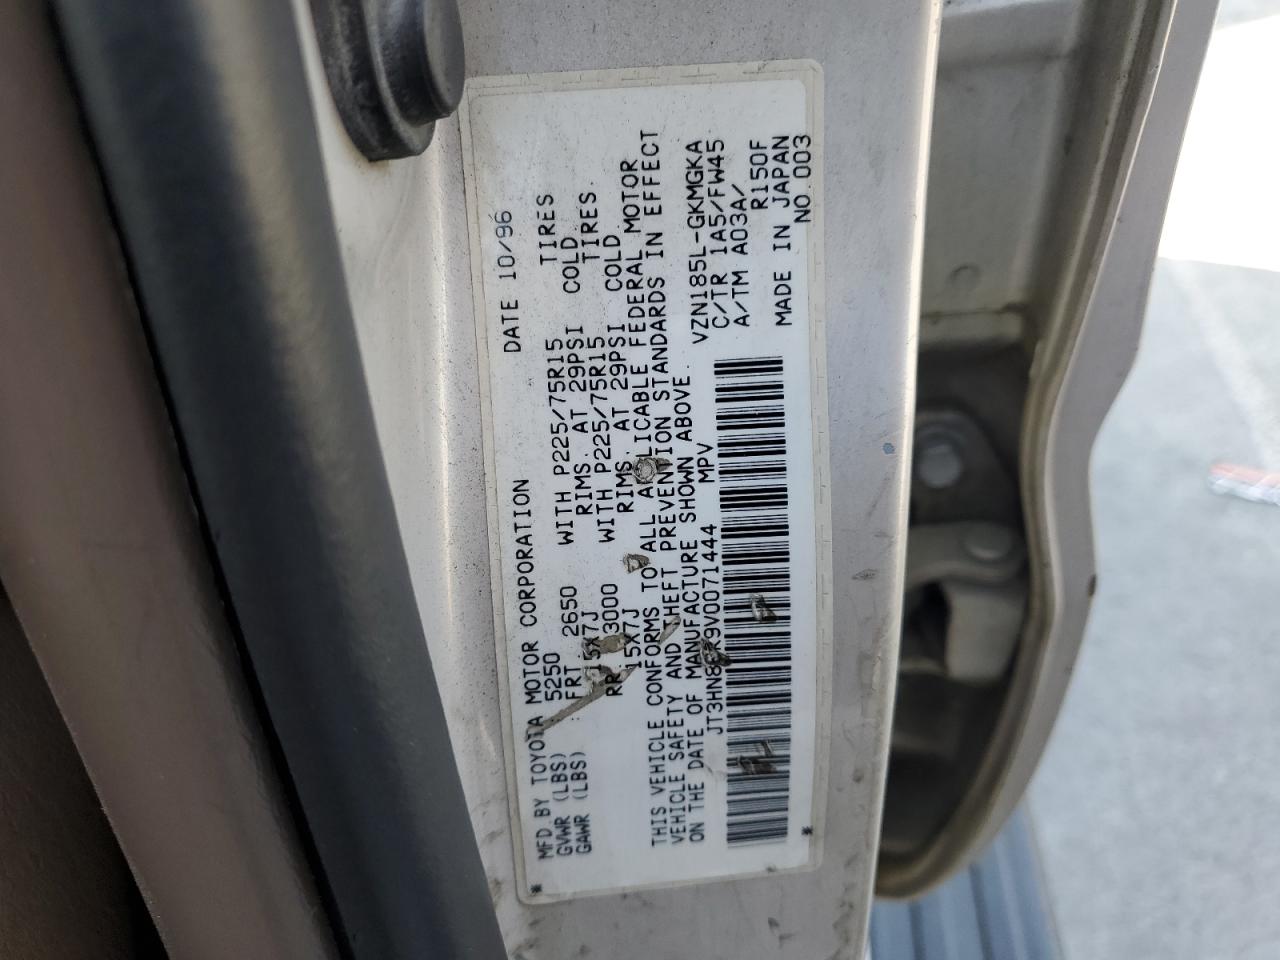 DATE 10/96
MFD.BY TOYOTA MOTOR CORPORATION
GVWR (LBS) 5250
GAWR (LBS) : FRT 2650 WITH P225/75R15 TIRES
15X7J RIMS. AT 29PSI COLD.
RR 3000 WITH P225/75R15 TIRES.
15X7J RIMS. AT 29PSI COLD.
THIS VEHICLE CONFORMS TO ALL APPLICABLE FEDERAL MOTOR
VEHICLE SAFETY AND THEFT PREVENTION STANDARDS IN EFFECT
ON THE DATE OF MANUFACTURE SHOWN ABOVE.
9V0071444 MPV
VZN185L-GKMGKA
C/TR 1A5/FW45
A/TM A03A/
R150F
MADE IN JAPAN
NO.003